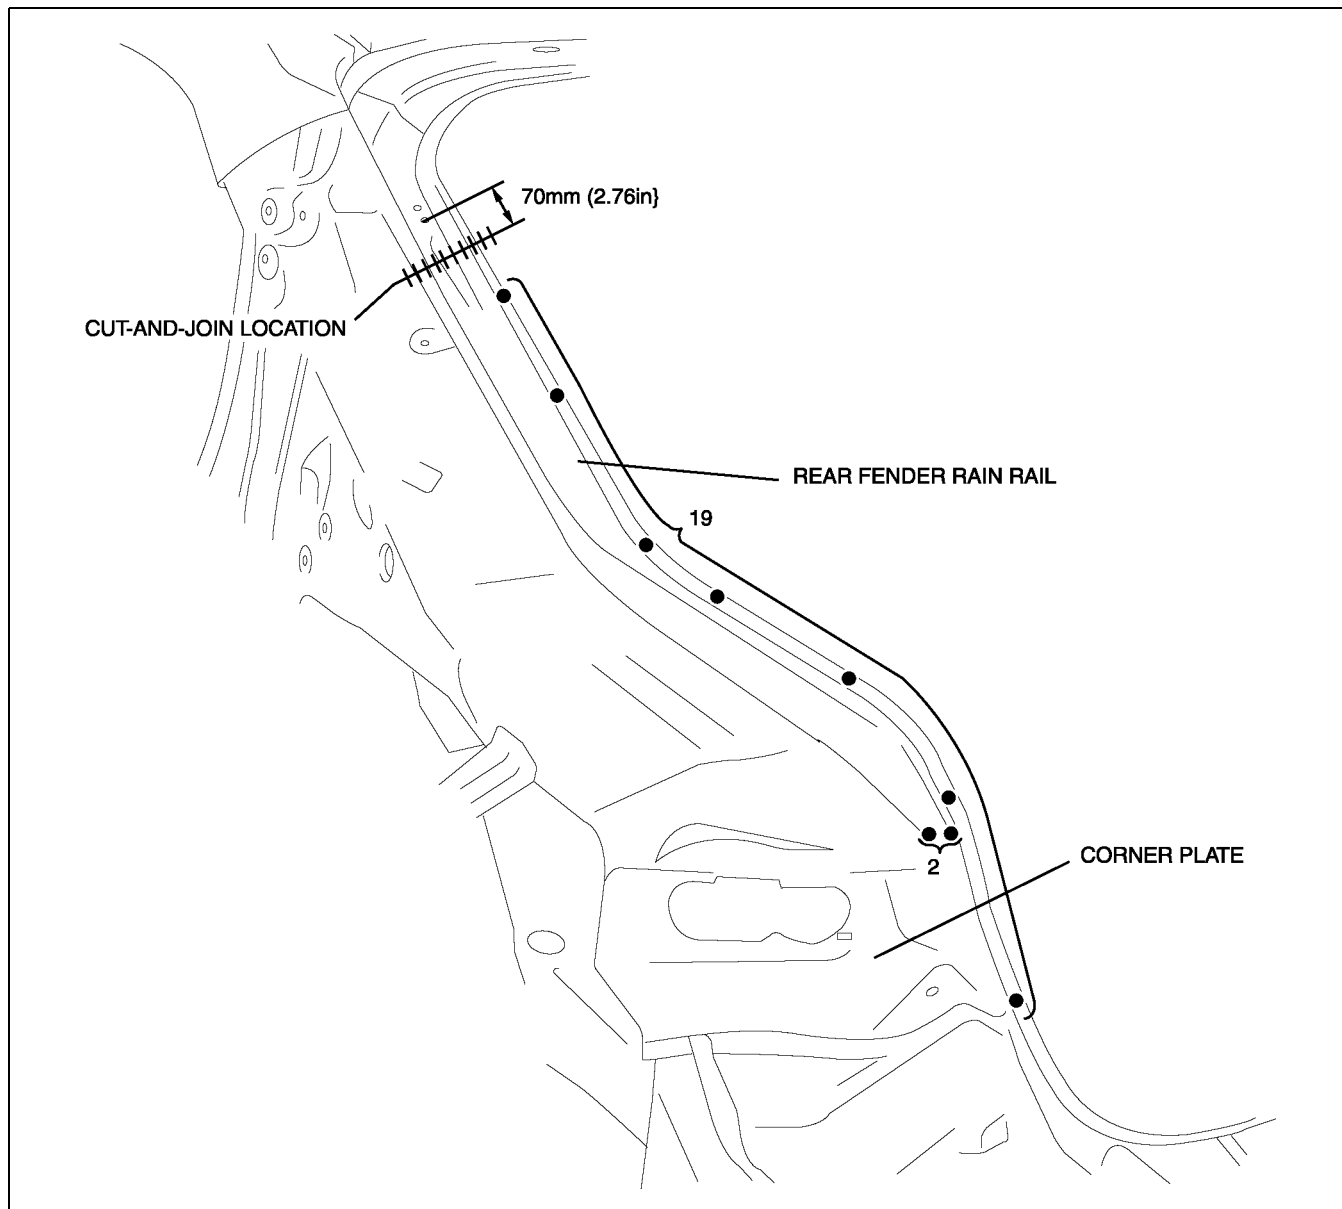 70mm (2.76in}
CUT-AND-JOIN LOCATION
REAR FENDER RAIN RAIL
19
2
CORNER PLATE